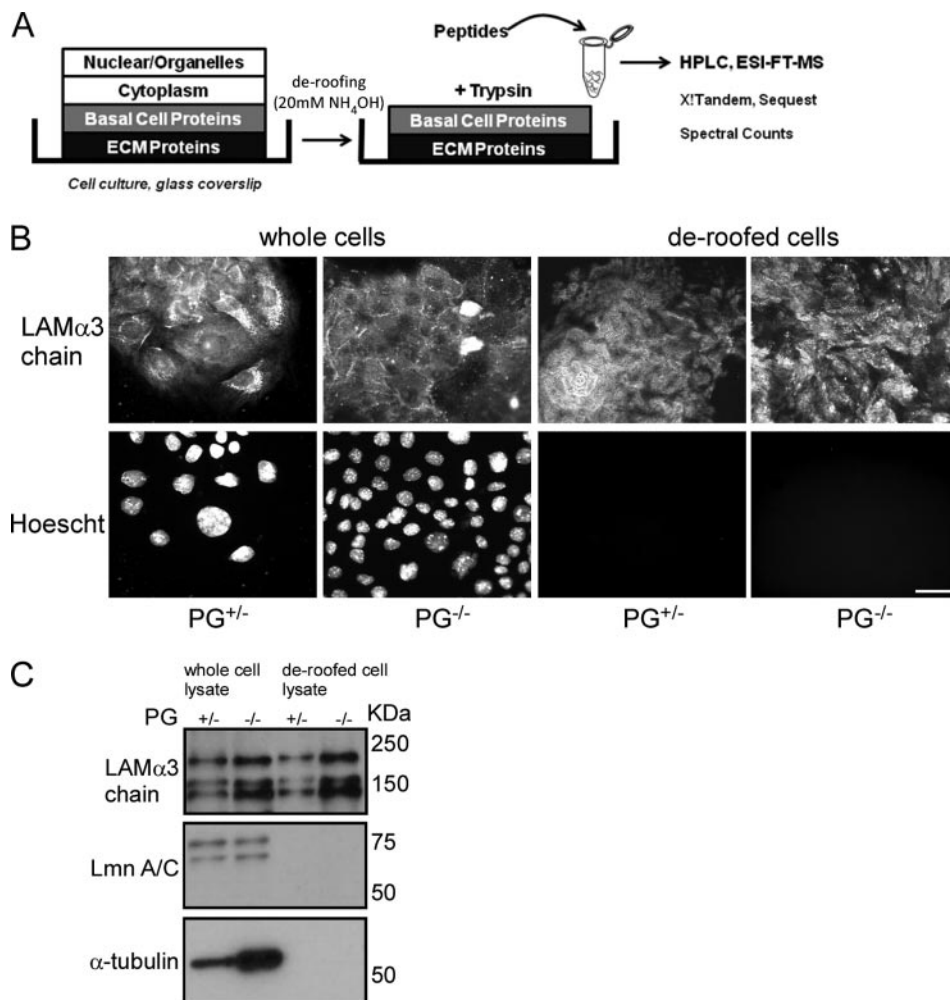 A
Nuclear/Organelles
Cytoplasm
Basal Cell Proteins
ECM Proteins
Cell culture, glass coverslip
de-roofing
(20mM NH4OH)
Peptides
+ Trypsin
Basal Cell Proteins
ECM Proteins
HPLC, ESI-FT-MS
X!Tandem, Sequest
Spectral Counts
B
whole cells
de-roofed cells
LAMα3
chain
Hoescht
PG+/-
PG-/-
PG+/-
PG-/-
C
whole cell
lysate
de-roofed cell
lysate
PG +/- -/- +/- -/- KDa
LAMα3
chain
250
150
Lmn A/C
75
50
α-tubulin
50